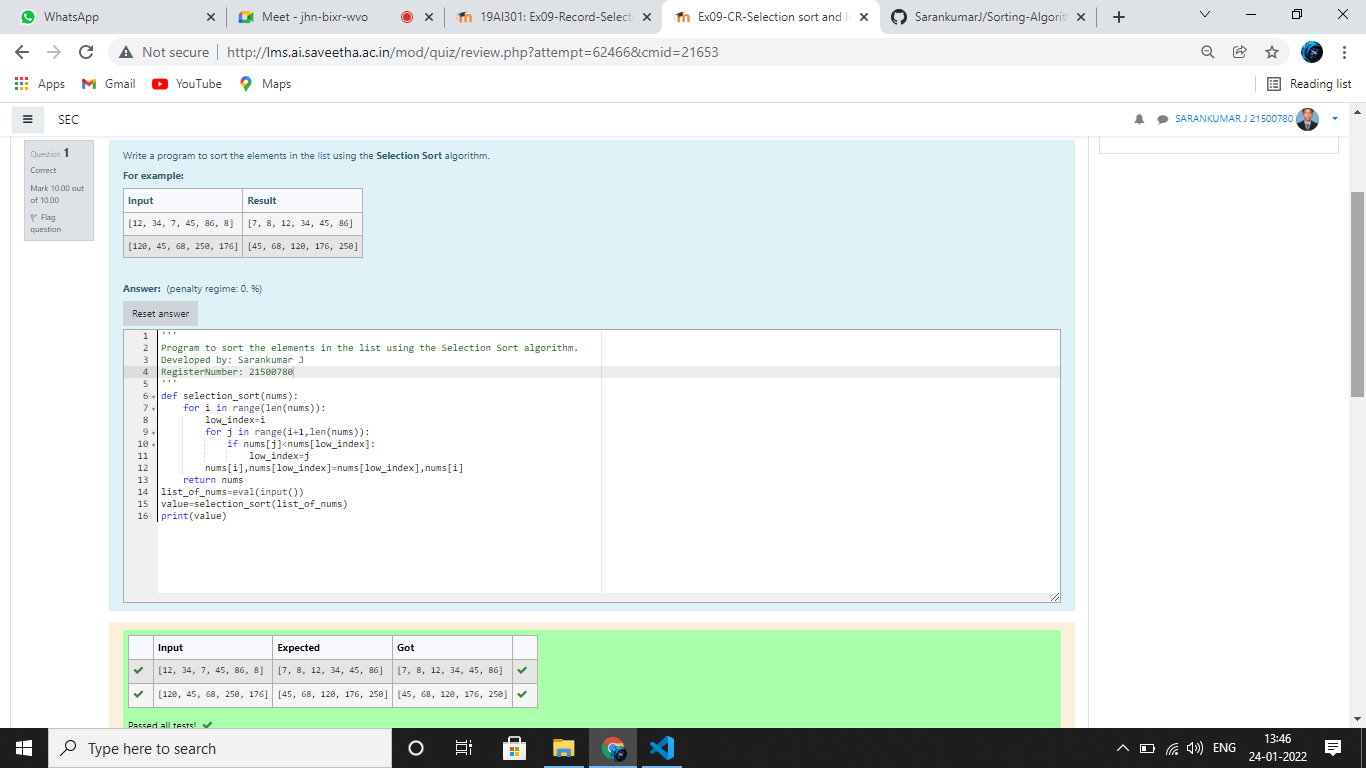 WhatsApp
Meet - jhn-bixr-wvo
19AI301: Ex09-Record-Select
Ex09-CR-Selection sort and I
SarankumarJ/Sorting-Algorit
Not secure
http://lms.ai.saveetha.ac.in/mod/quiz/review.php?attempt=62466&cmid=21653
Apps
Gmail
YouTube
Maps
Reading list
SEC
SARANKUMAR J 21500780
Question 1
Correct
Mark 10.00 out
of 10.00
Flag
question
Write a program to sort the elements in the list using the Selection Sort algorithm.
For example:
Input Result
[12, 34, 7, 45, 86, 8] [7, 8, 12, 34, 45, 86]
[120, 45, 68, 250, 176] [45, 68, 120, 176, 250]
Answer: (penalty regime: 0. %)
Reset answer
1 '''
2 Program to sort the elements in the list using the Selection Sort algorithm.
3 Developed by: Sarankumar J
4 RegisterNumber: 21500780
5 '''
6 def selection_sort(nums):
7 for i in range(len(nums)):
8 low_index=i
9 for j in range(i+1,len(nums)):
10 if nums[j]<nums[low_index]:
11 low_index=j
12 nums[i],nums[low_index]=nums[low_index],nums[i]
13 return nums
14 list_of_nums=eval(input())
15 value=selection_sort(list_of_nums)
16 print(value)
Input Expected Got
[12, 34, 7, 45, 86, 8] [7, 8, 12, 34, 45, 86] [7, 8, 12, 34, 45, 86]
[120, 45, 68, 250, 176] [45, 68, 120, 176, 250] [45, 68, 120, 176, 250]
Passed all tests!
Type here to search
ENG
13:46
24-01-2022